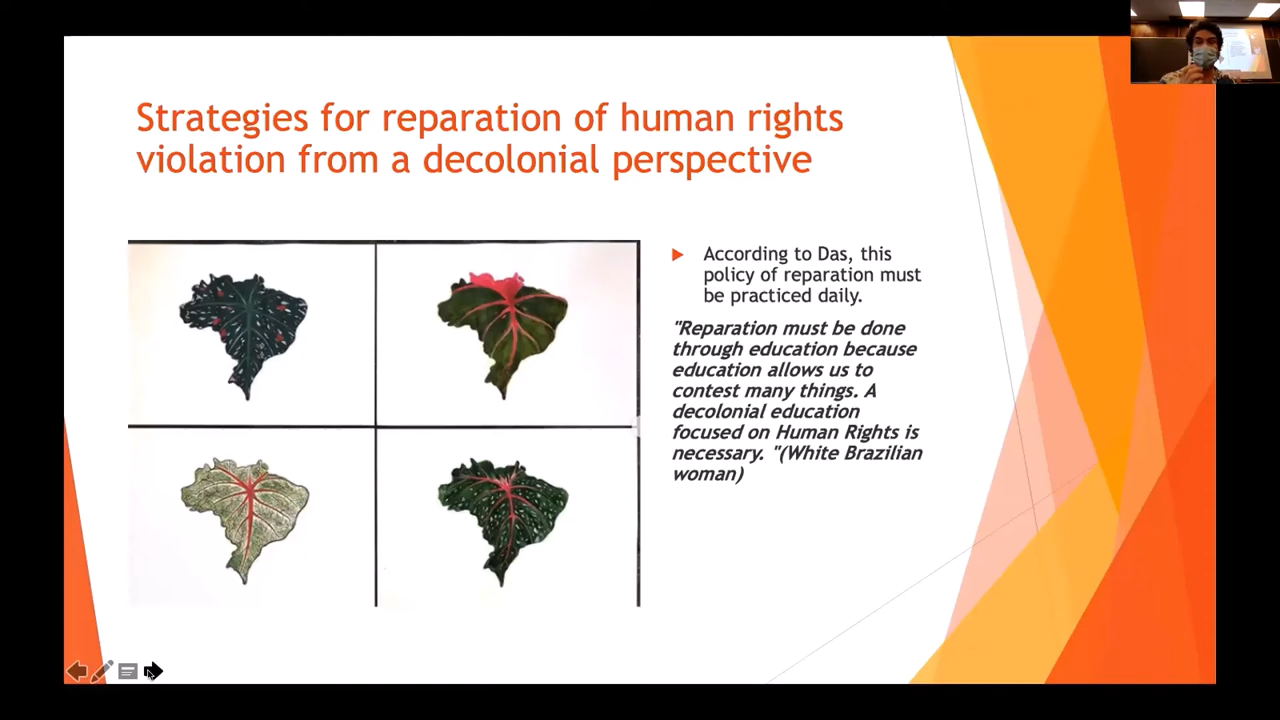 Strategies for reparation of human rights
violation from a decolonial perspective
According to Das, this
policy of reparation must
be practiced daily.
"Reparation must be done
through education because
education allows us to
contest many things. A
decolonial education
focused on Human Rights is
necessary. "(White Brazilian
woman)